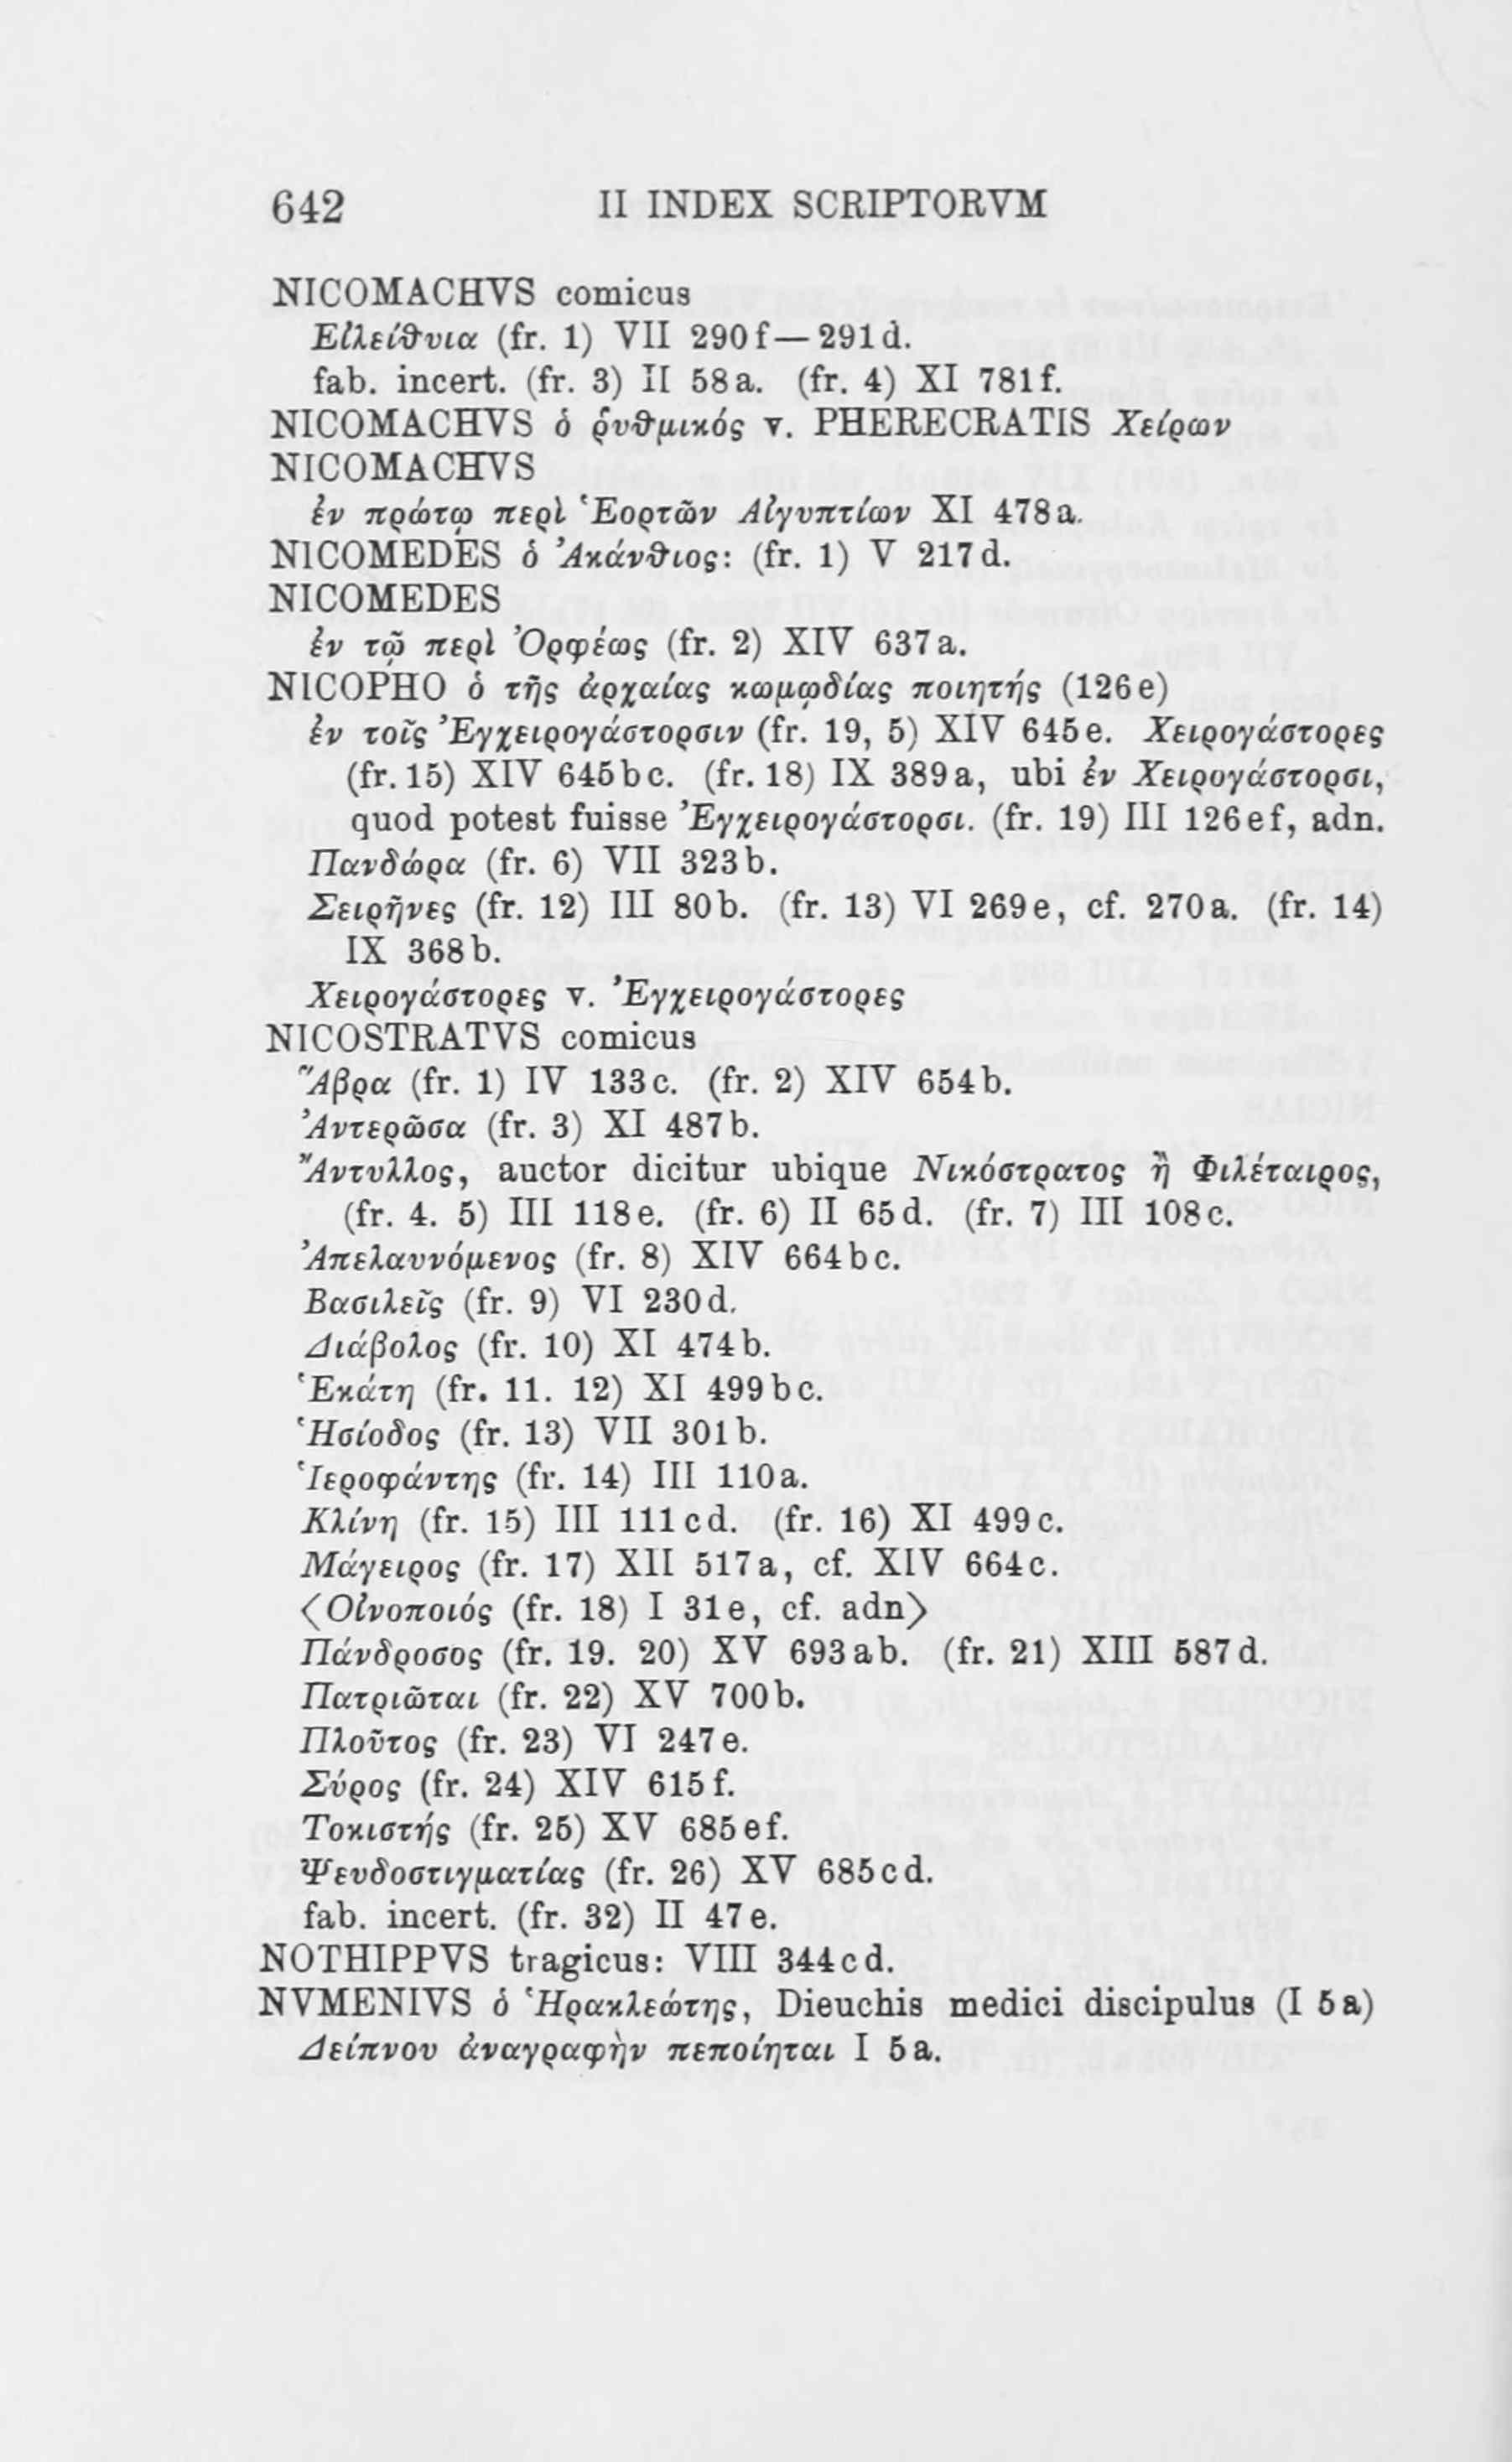 642 II INDEX SCRIPTORVM
NICOMACHVS comicus
Εἰλείθυια (fr. 1) VII 290f—291d.
fab. incert. (fr. 3) II 58a. (fr. 4) XI 781f.
NICOMACHVS ὁ ῥυθμικός v. PHERECRATIS Χείρων
NICOMACHVS
ἐν πρώτῳ περὶ Ἑορτῶν Αἰγυπτίων XI 478a.
NICOMEDES ὁ Ἀκάνθιος: (fr. 1) V 217d.
NICOMEDES
ἐν τῷ περὶ Ὀρφέως (fr. 2) XIV 637a.
NICOPHO ὁ τῆς ἀρχαίας κωμῳδίας ποιητής (126e)
ἐν τοῖς Ἐγχειρογάστορσιν (fr. 19, 5) XIV 645e. Χειρογάστορες
(fr. 15) XIV 645bc. (fr. 18) IX 389a, ubi ἐν Χειρογάστορσι,
quod potest fuisse Ἐγχειρογάστορσι. (fr. 19) III 126ef, adn.
Πανδώρα (fr. 6) VII 323b.
Σειρῆνες (fr. 12) III 80b. (fr. 13) VI 269e, cf. 270a. (fr. 14)
IX 368b.
Χειρογάστορες v. Ἐγχειρογάστορες
NICOSTRATVS comicus
Ἅβρα (fr. 1) IV 133c. (fr. 2) XIV 654b.
Ἀντερῶσα (fr. 3) XI 487b.
Ἄντυλλος, auctor dicitur ubique Νικόστρατος ἢ Φιλέταιρος,
(fr. 4. 5) III 118e. (fr. 6) II 65d. (fr. 7) III 108c.
Ἀπελαυνόμενος (fr. 8) XIV 664bc.
Βασιλεῖς (fr. 9) VI 230d.
Διάβολος (fr. 10) XI 474b.
Ἑκάτη (fr. 11. 12) XI 499bc.
Ἡσίοδος (fr. 13) VII 301b.
Ἱεροφάντης (fr. 14) III 110a.
Κλίνη (fr. 15) III 111cd. (fr. 16) XI 499c.
Μάγειρος (fr. 17) XII 517a, cf. XIV 664c.
⟨Οἰνοποιός (fr. 18) I 31e, cf. adn⟩
Πάνδροσος (fr. 19. 20) XV 693ab. (fr. 21) XIII 587d.
Πατριῶται (fr. 22) XV 700b.
Πλοῦτος (fr. 23) VI 247e.
Σύρος (fr. 24) XIV 615f.
Τοκιστής (fr. 25) XV 685ef.
Ψευδοστιγματίας (fr. 26) XV 685cd.
fab. incert. (fr. 32) II 47e.
NOTHIPPVS tragicus: VIII 344cd.
NVMENIVS ὁ Ἡρακλεώτης, Dieuchis medici discipulus (I 5a)
Δείπνου ἀναγραφὴν πεποίηται I 5a.